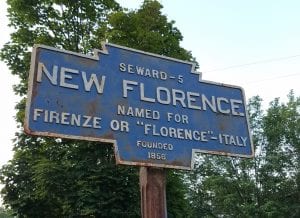 SEWARD-5
NEW FLORENCE
NAMED FOR
FIRENZE OR "FLORENCE"-ITALY
FOUNDED
1856